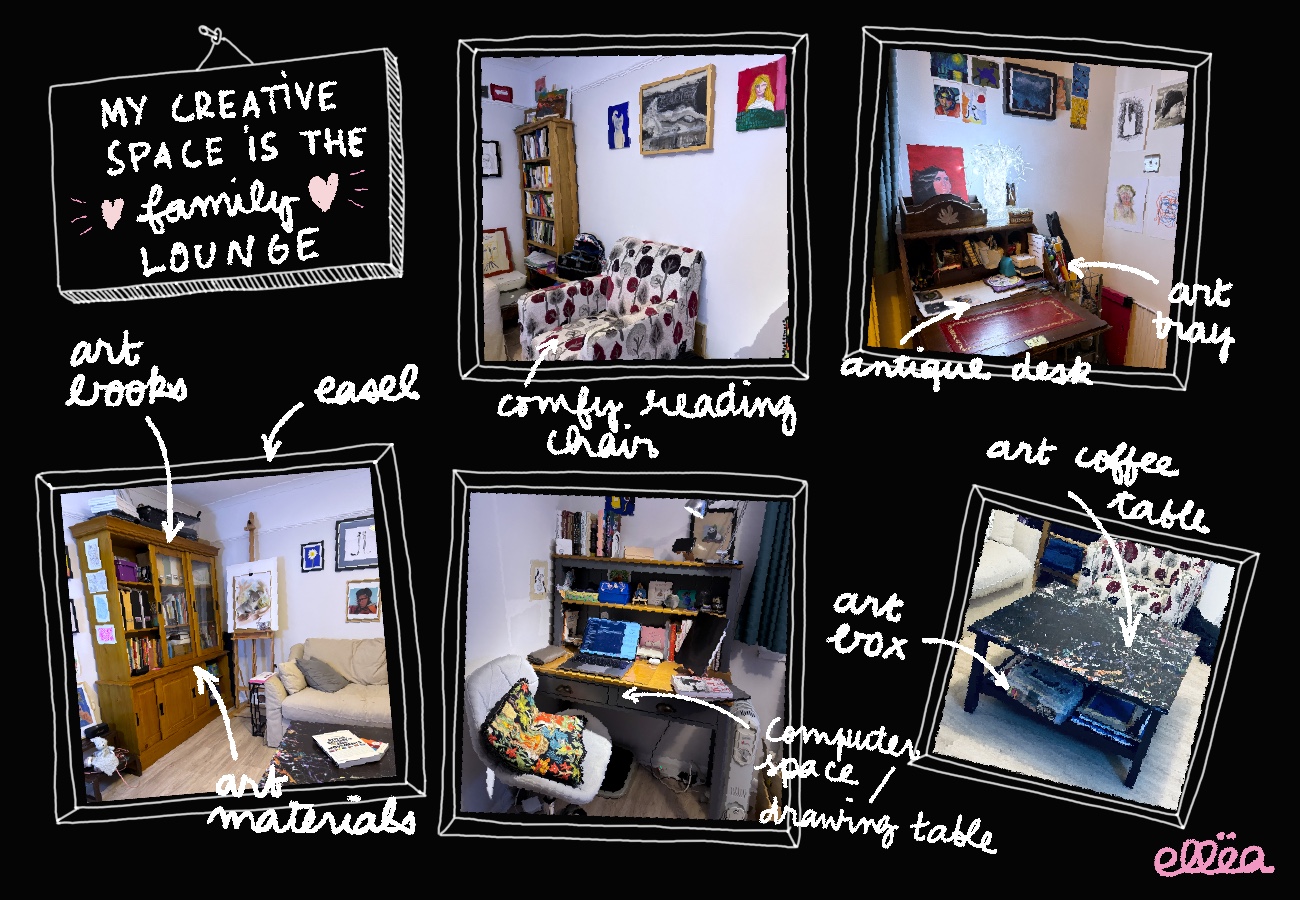 MY CREATIVE
SPACE IS THE
family
LOUNGE
comfy reading
chair
art
tray
antique desk
art
books
easel
art
materials
computer
space /
drawing table
art coffee
table
art
box
ellëa